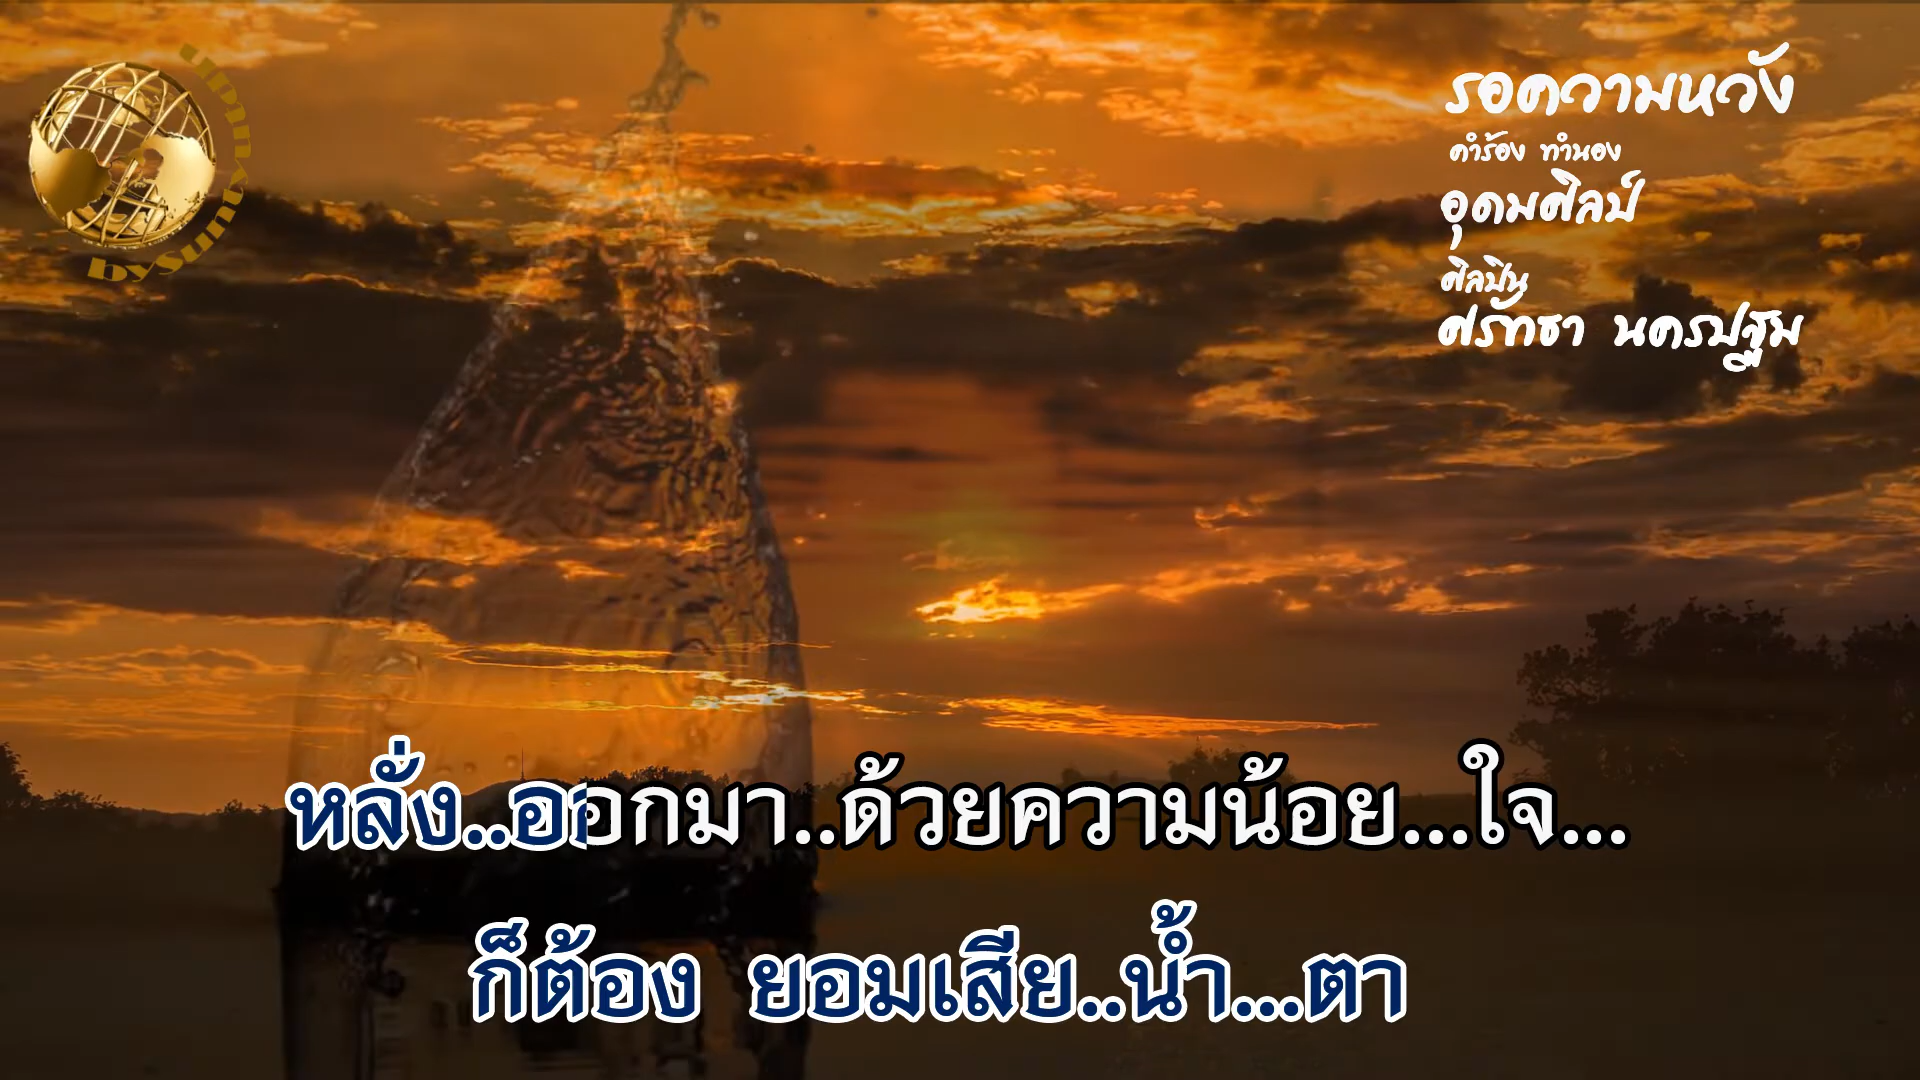 รอความหวัง
คำร้อง ทำนอง
อุดมศิลป์
ศิลปิน
ศรัทธา นครปฐม
หลั่ง..ออกมา..ด้วยความน้อย...ใจ...
ก็ต้อง ยอมเสีย..น้ำ...ตา